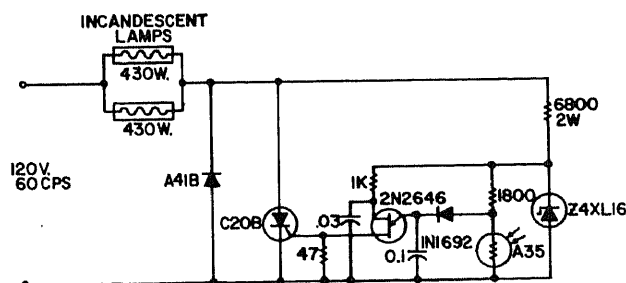 INCANDESCENT
LAMPS
430W.
430W.
120V.
60 CPS
A41B
C20B
47
.03
1K
2N2646
0.1
1N1692
1800
A35
6800
2W
Z4XL16